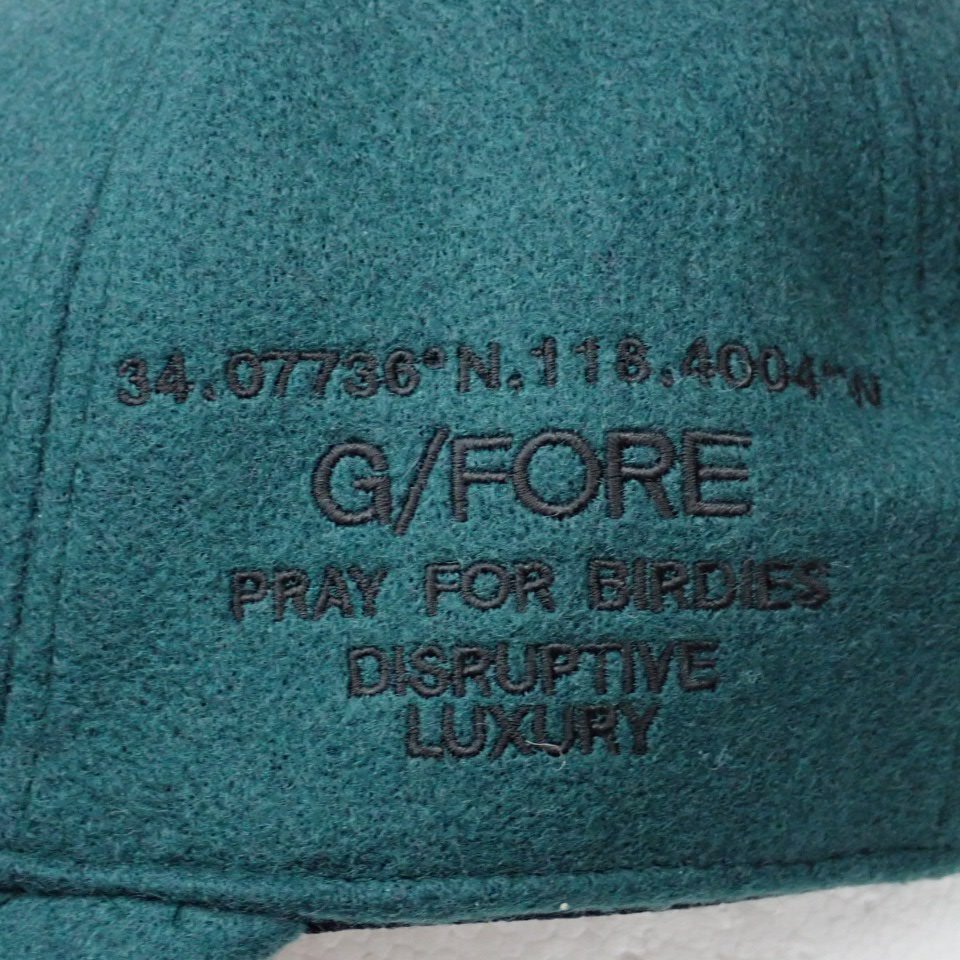 34.07736°N.118.4004°N
G/FORE
PRAY FOR BIRDIES
DISRUPTIVE
LUXURY